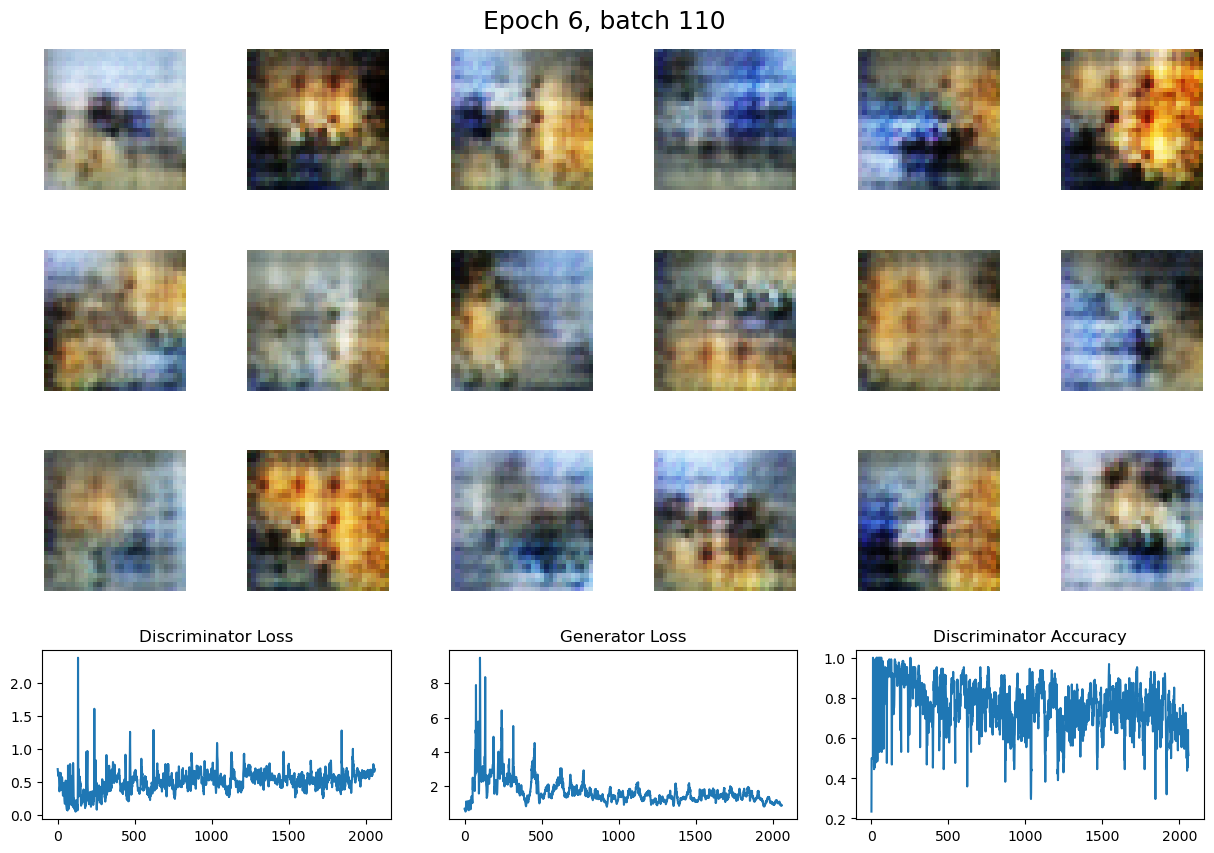 Epoch 6, batch 110
Discriminator Loss
Generator Loss
Discriminator Accuracy
2.0
1.5
1.0
0.5
0.0
0 500 1000 1500 2000
8
6
4
2
0 500 1000 1500 2000
1.0
0.8
0.6
0.4
0.2
0 500 1000 1500 2000